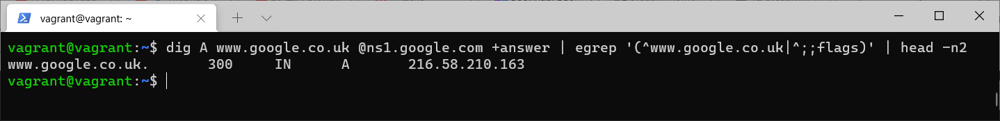 vagrant@vagrant: ~
vagrant@vagrant:~$ dig A www.google.co.uk @ns1.google.com +answer | egrep '(^www.google.co.uk|^;;flags)' | head -n2
www.google.co.uk. 300 IN A 216.58.210.163
vagrant@vagrant:~$